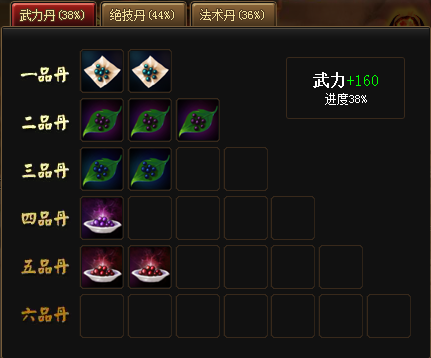 武力丹(38%) 绝技丹(44%) 法术丹(36%)
一品丹
武力+160
进度38%
二品丹
三品丹
四品丹
五品丹
六品丹